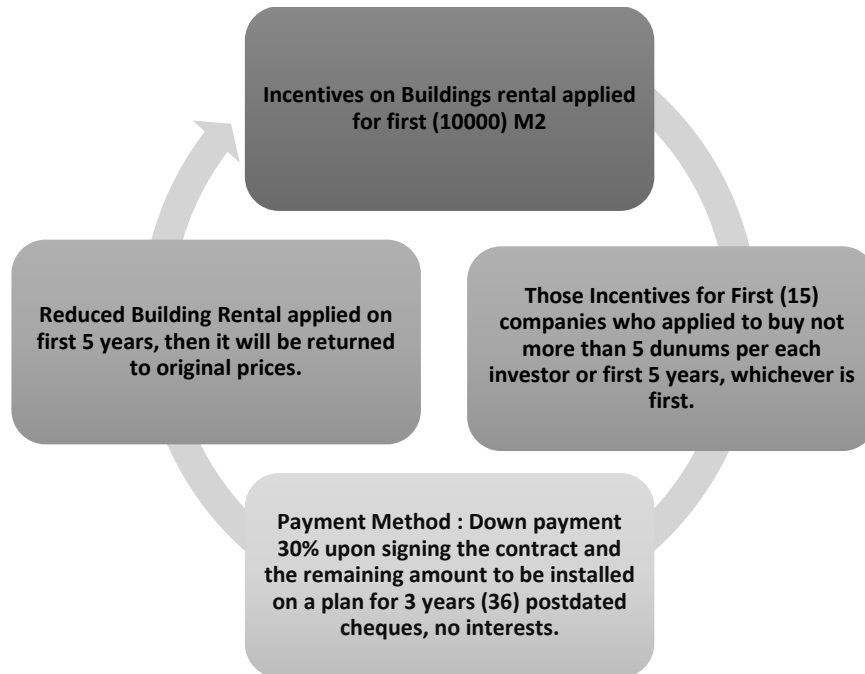 Incentives on Buildings rental applied
for first (10000) M2
Those Incentives for First (15)
companies who applied to buy not
more than 5 dunums per each
investor or first 5 years, whichever is
first.
Payment Method : Down payment
30% upon signing the contract and
the remaining amount to be installed
on a plan for 3 years (36) postdated
cheques, no interests.
Reduced Building Rental applied on
first 5 years, then it will be returned
to original prices.